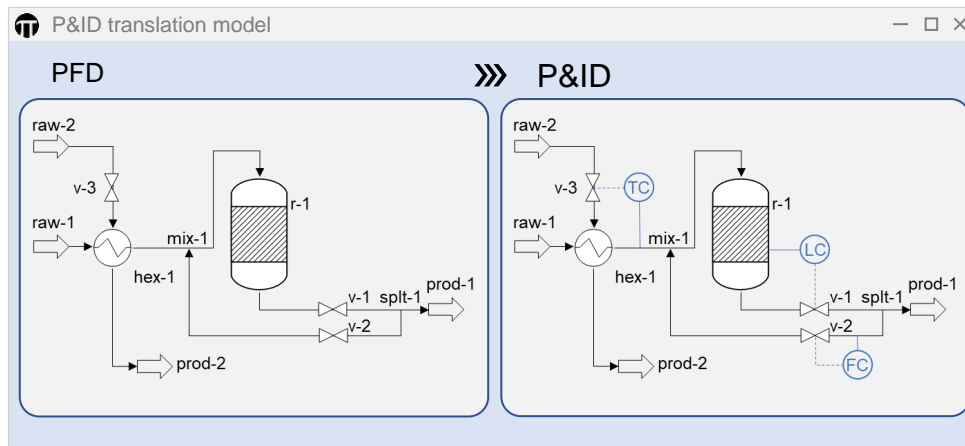 P&ID translation model
PFD
P&ID
raw-2
v-3
raw-1
hex-1
mix-1
r-1
v-1
splt-1
prod-1
v-2
prod-2
raw-2
v-3
TC
raw-1
hex-1
mix-1
r-1
LC
v-1
splt-1
prod-1
v-2
FC
prod-2